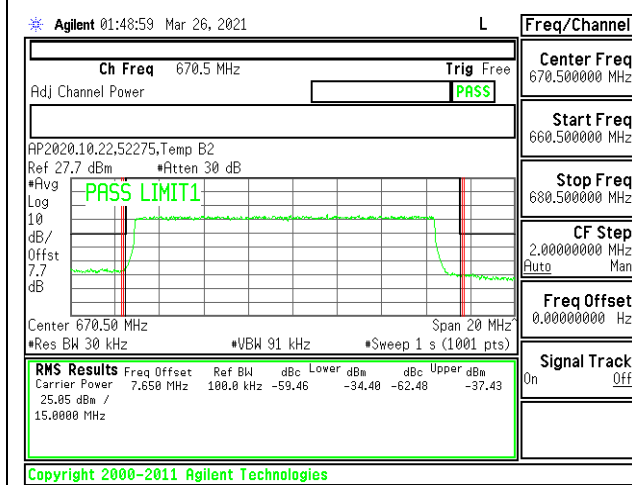 Agilent 01:48:59 Mar 26, 2021 L
Freq/Channel
Ch Freq 670.5 MHz Trig Free
Adj Channel Power PASS
Center Freq
670.500000 MHz
Start Freq
660.500000 MHz
Stop Freq
680.500000 MHz
CF Step
2.00000000 MHz
Auto Man
Freq Offset
0.00000000 Hz
Signal Track
On Off
AP2020.10.22,52275,Temp B2
Ref 27.7 dBm #Atten 30 dB
#Avg
Log
10
dB/
Offst
7.7
dB
PASS LIMIT1
Center 670.50 MHz Span 20 MHz^
#Res BW 30 kHz #VBW 91 kHz #Sweep 1 s (1001 pts)
RMS Results Freq Offset Ref BW dBc Lower dBm dBc Upper dBm
Carrier Power 7.650 MHz 100.0 kHz -59.46 -34.40 -62.48 -37.43
25.05 dBm /
15.0000 MHz
Copyright 2000-2011 Agilent Technologies